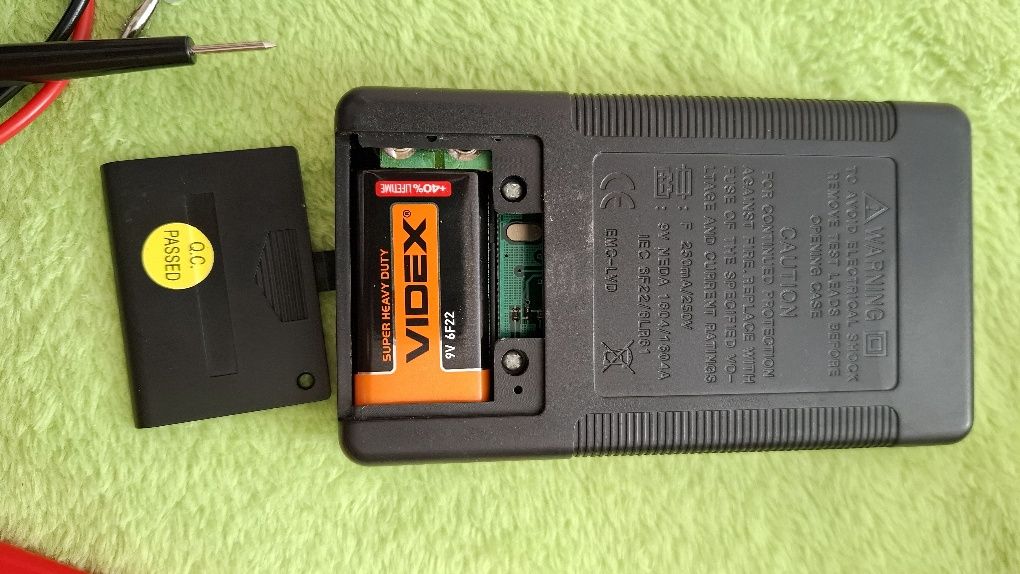 Q.C.
PASSED
+40% LIFETIME
SUPER HEAVY DUTY
VIDEX®
9V 6F22
WARNING
TO AVOID ELECTRICAL SHOCK
REMOVE TEST LEADS BEFORE
OPENING CASE
CAUTION
FOR CONTINUED PROTECTION
AGAINST FIRE, REPLACE WITH
FUSE OF THE SPECIFIED VO-
LTAGE AND CURRENT RATINGS
: F 250mA/250V
: 9V NEDA 1604/1604A
IEC 6F22/6LR61
CE EMC-LVD